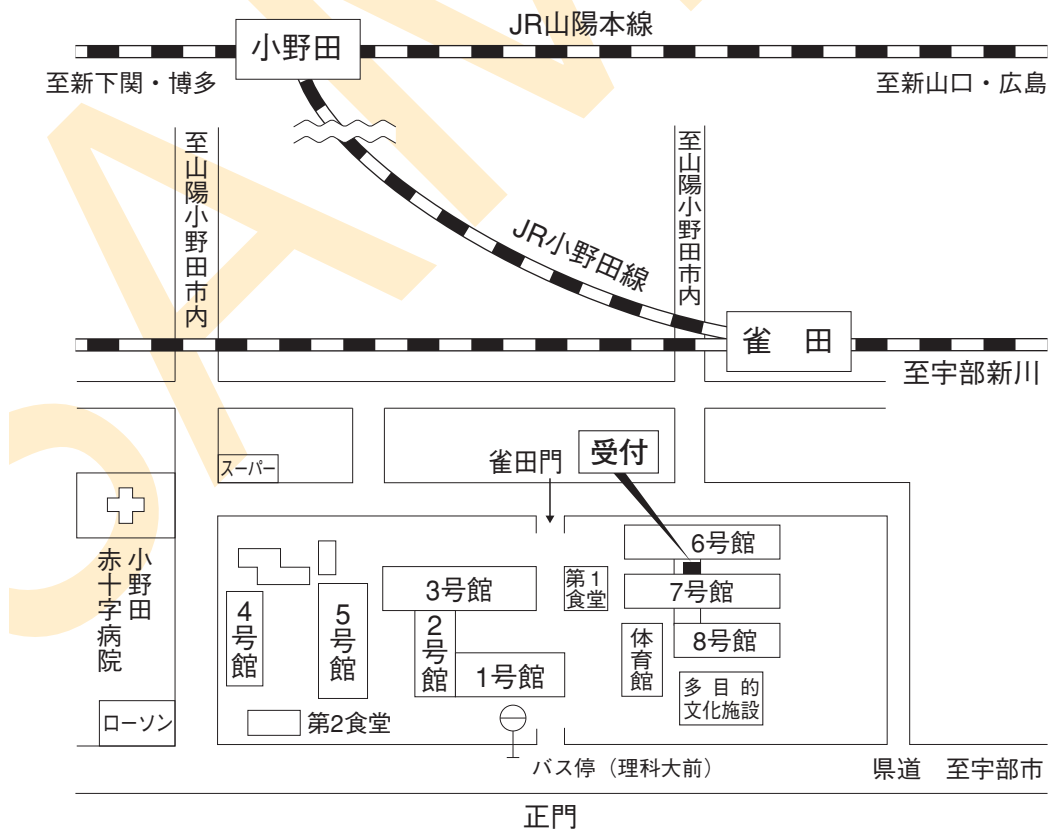 JR山陽本線
小野田
至新下関・博多
至新山口・広島
至山陽小野田市内
至山陽小野田市内
JR小野田線
雀 田
至宇部新川
スーパー
雀田門
受付
小野田
赤十字病院
6号館
3号館
第1
食堂
7号館
4号館
5号館
2号館
体育館
8号館
1号館
多目的
文化施設
ローソン
第2食堂
バス停（理科大前）
県道 至宇部市
正門